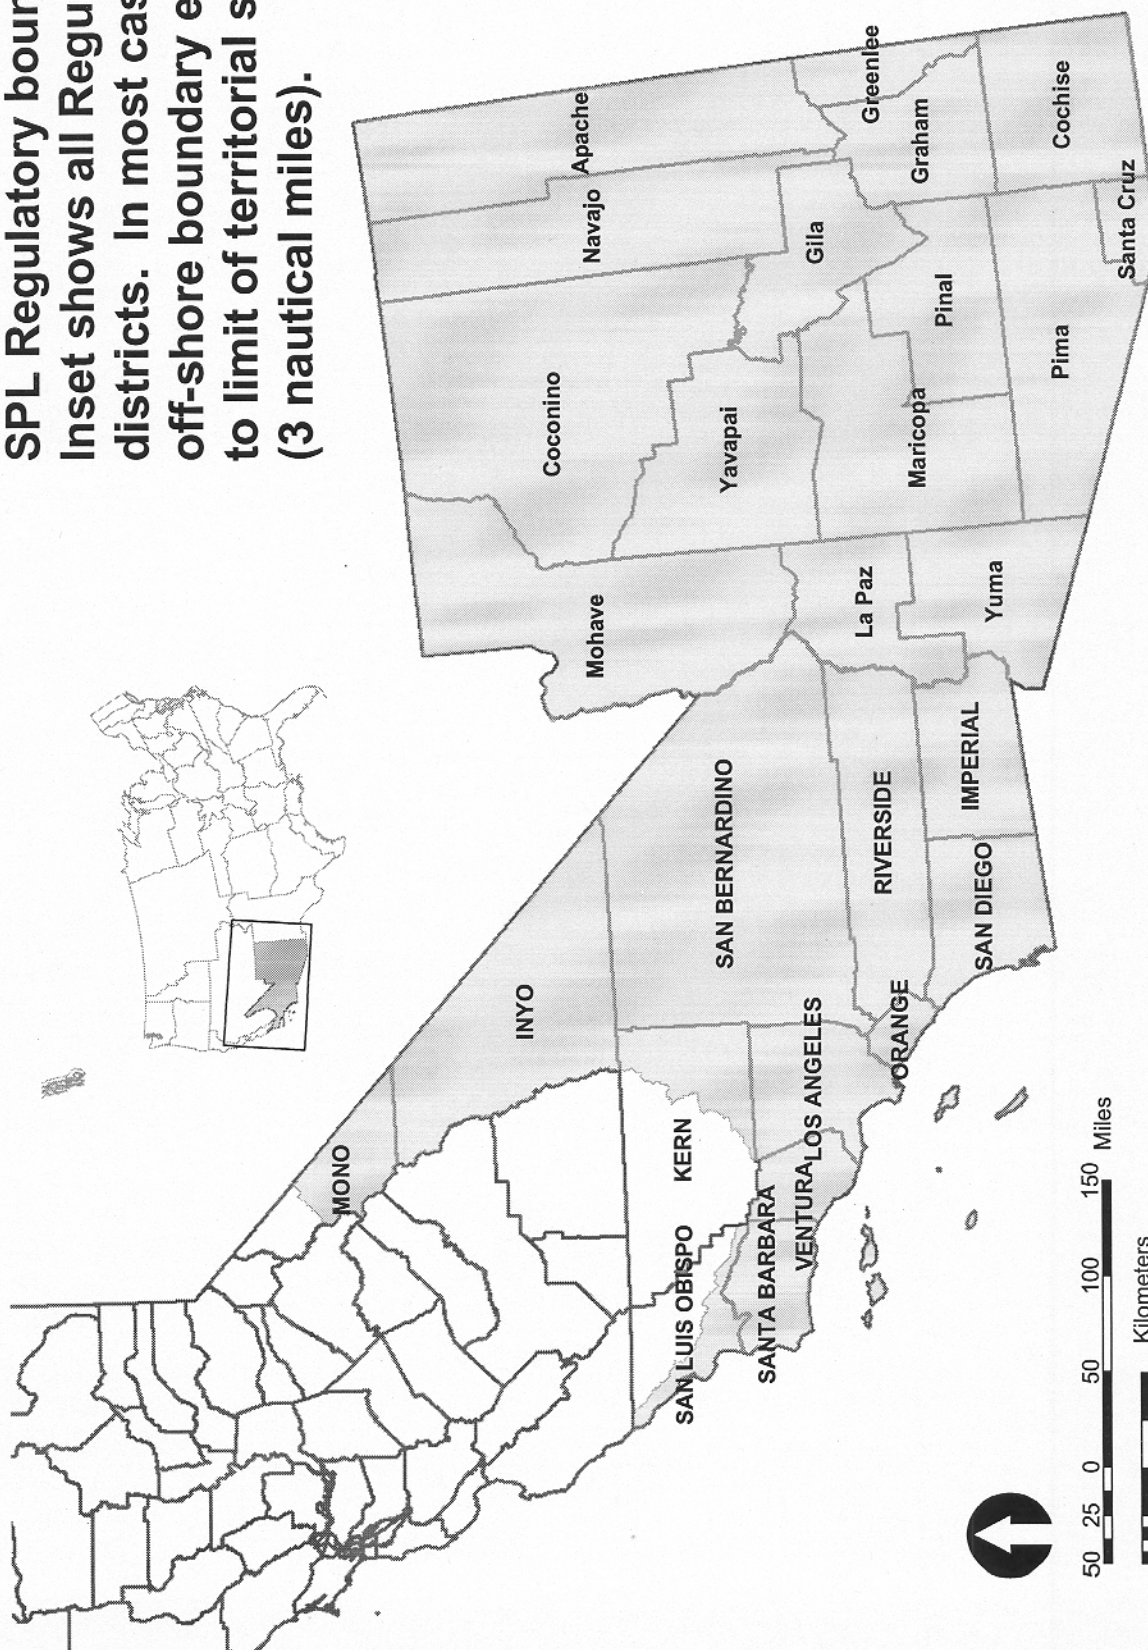 SPL Regulatory boun
Inset shows all Regu
districts. In most cas
off-shore boundary e
to limit of territorial s
(3 nautical miles).
MONO
INYO
KERN
SAN LUIS OBISPO
SANTA BARBARA
VENTURA
LOS ANGELES
SAN BERNARDINO
ORANGE
RIVERSIDE
SAN DIEGO
IMPERIAL
Mohave
Coconino
Navajo
Apache
Yavapai
La Paz
Yuma
Maricopa
Gila
Pinal
Pima
Graham
Greenlee
Cochise
Santa Cruz
50 25 0 50 100 150
Miles
Kilometers